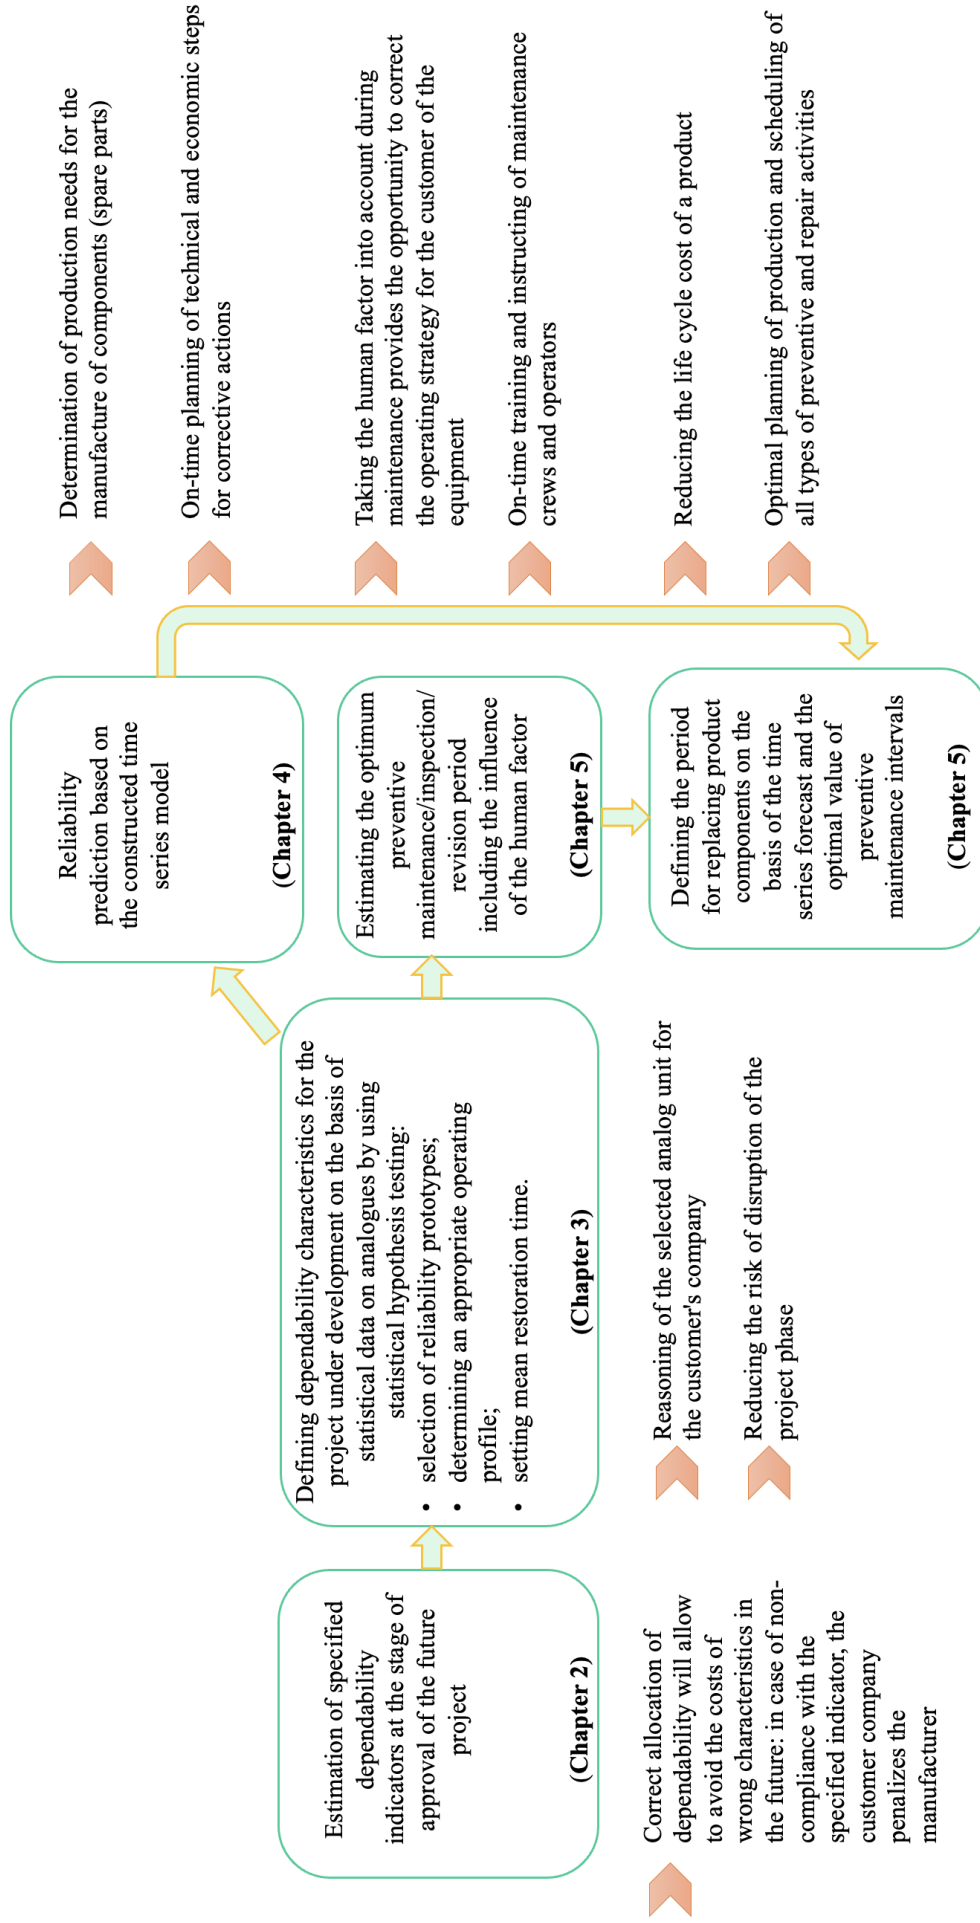 Estimation of specified
dependability
indicators at the stage of
approval of the future
project
(Chapter 2)
Correct allocation of
dependability will allow
to avoid the costs of
wrong characteristics in
the future: in case of non-
compliance with the
specified indicator, the
customer company
penalizes the
manufacturer
Defining dependability characteristics for the
project under development on the basis of
statistical data on analogues by using
statistical hypothesis testing:
• selection of reliability prototypes;
• determining an appropriate operating
profile;
• setting mean restoration time.
(Chapter 3)
Reasoning of the selected analog unit for
the customer's company
Reducing the risk of disruption of the
project phase
Reliability
prediction based on
the constructed time
series model
(Chapter 4)
Estimating the optimum
preventive
maintenance/inspection/
revision period
including the influence
of the human factor
(Chapter 5)
Defining the period
for replacing product
components on the
basis of the time
series forecast and the
optimal value of
preventive
maintenance intervals
(Chapter 5)
Determination of production needs for the
manufacture of components (spare parts)
On-time planning of technical and economic steps
for corrective actions
Taking the human factor into account during
maintenance provides the opportunity to correct
the operating strategy for the customer of the
equipment
On-time training and instructing of maintenance
crews and operators
Reducing the life cycle cost of a product
Optimal planning of production and scheduling of
all types of preventive and repair activities